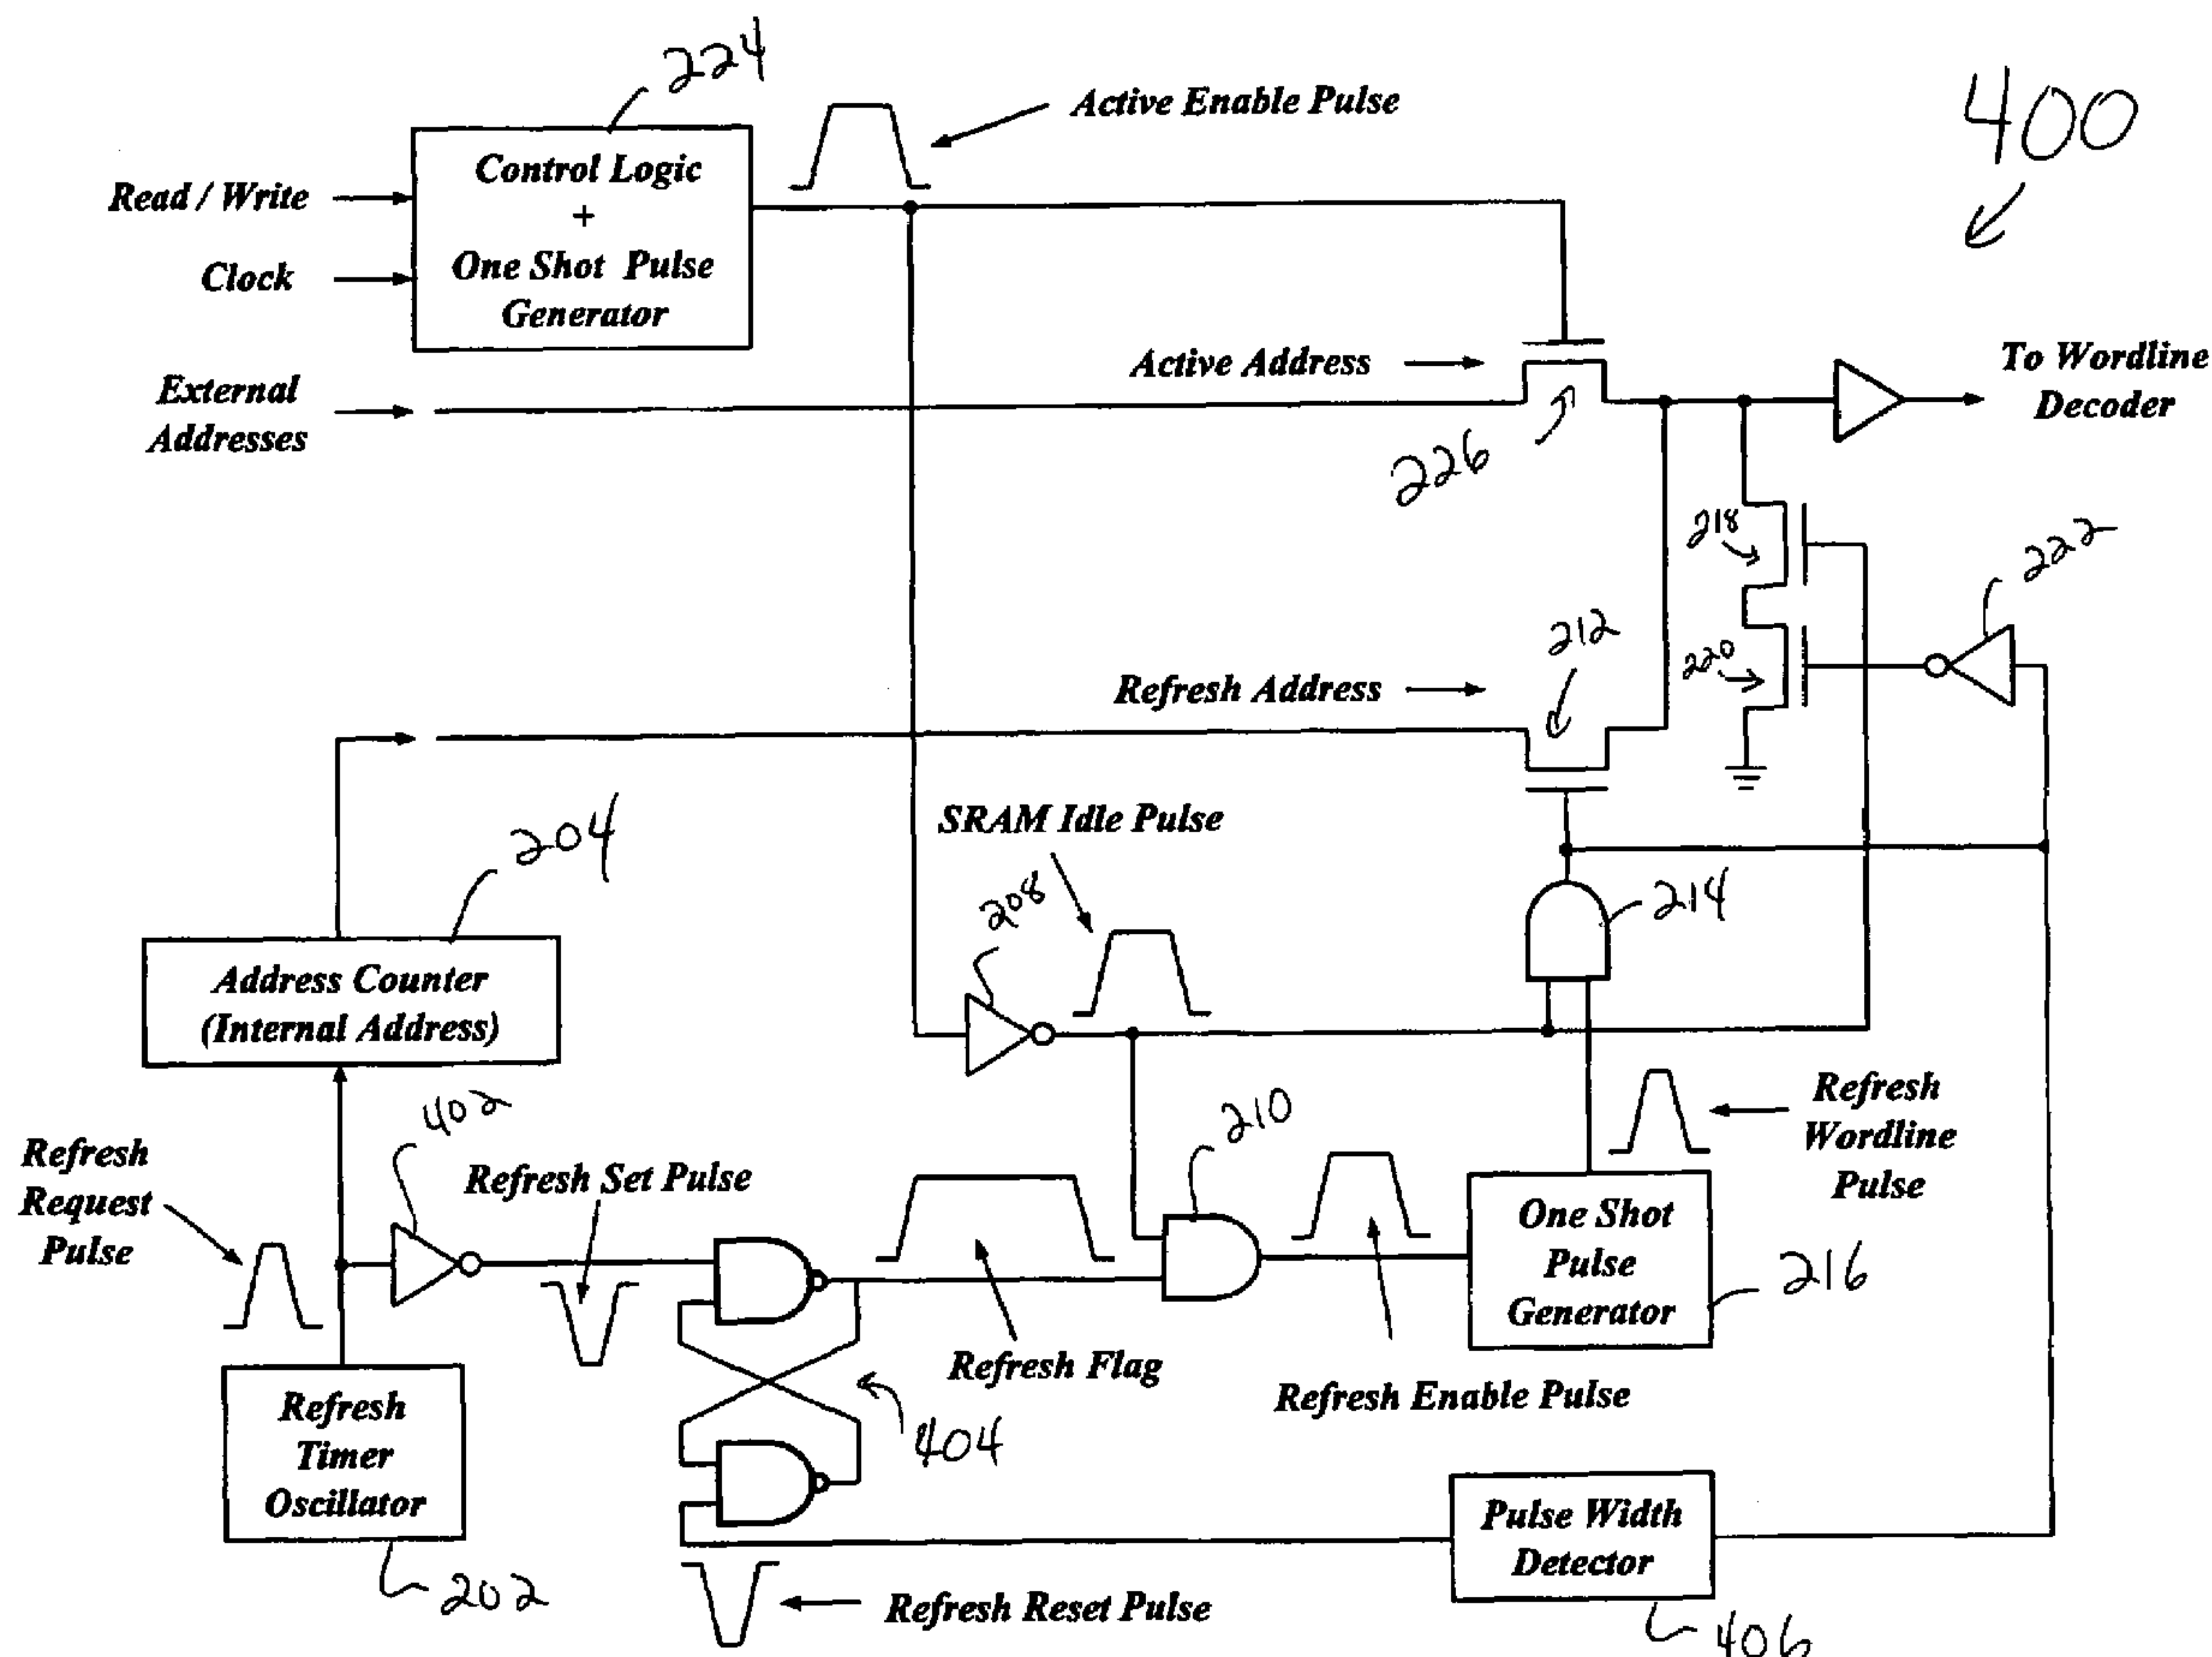 224
Active Enable Pulse
400
Control Logic
+
One Shot Pulse
Generator
Read / Write
Clock
External
Addresses
Active Address
To Wordline
Decoder
226
218
222
220
212
Refresh Address
SRAM Idle Pulse
204
208
214
Address Counter
(Internal Address)
402
210
Refresh
Wordline
Pulse
Refresh
Request
Pulse
Refresh Set Pulse
One Shot
Pulse
Generator
216
Refresh Flag
Refresh Enable Pulse
Refresh
Timer
Oscillator
404
Pulse Width
Detector
202
Refresh Reset Pulse
406